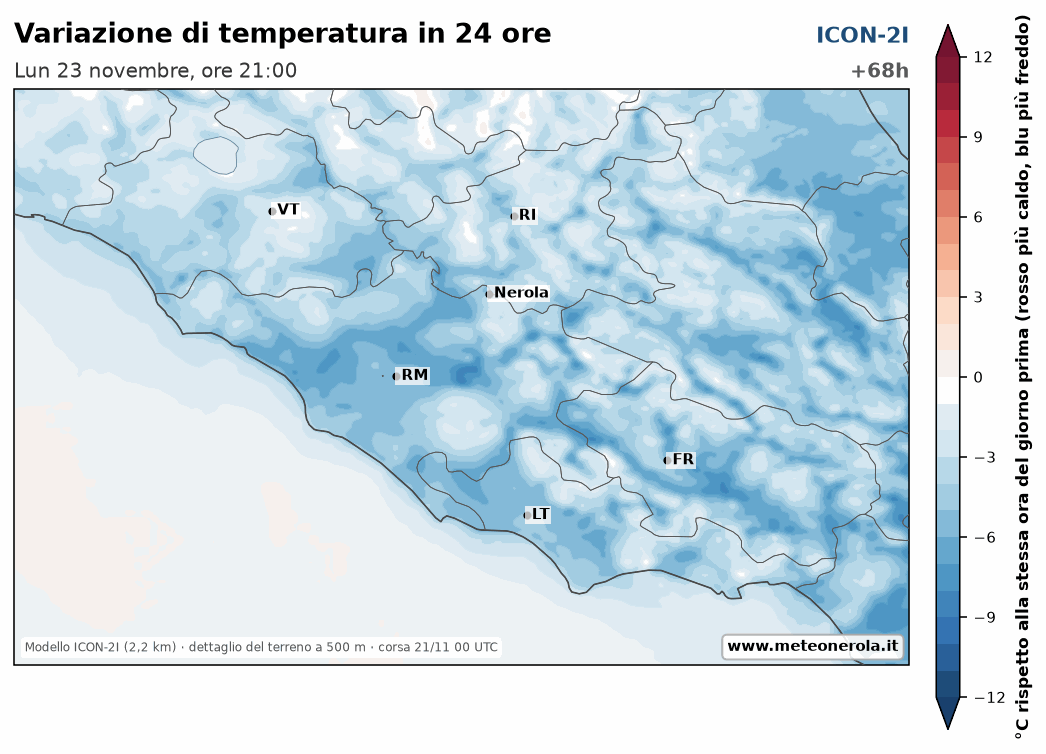 Variazione di temperatura in 24 ore
ICON-2I
Lun 23 novembre, ore 21:00
+68h
VT
RI
Nerola
RM
FR
LT
Modello ICON-2I (2,2 km) · dettaglio del terreno a 500 m · corsa 21/11 00 UTC
www.meteonerola.it
12
9
6
3
0
−3
−6
−9
−12
°C rispetto alla stessa ora del giorno prima (rosso più caldo, blu più freddo)